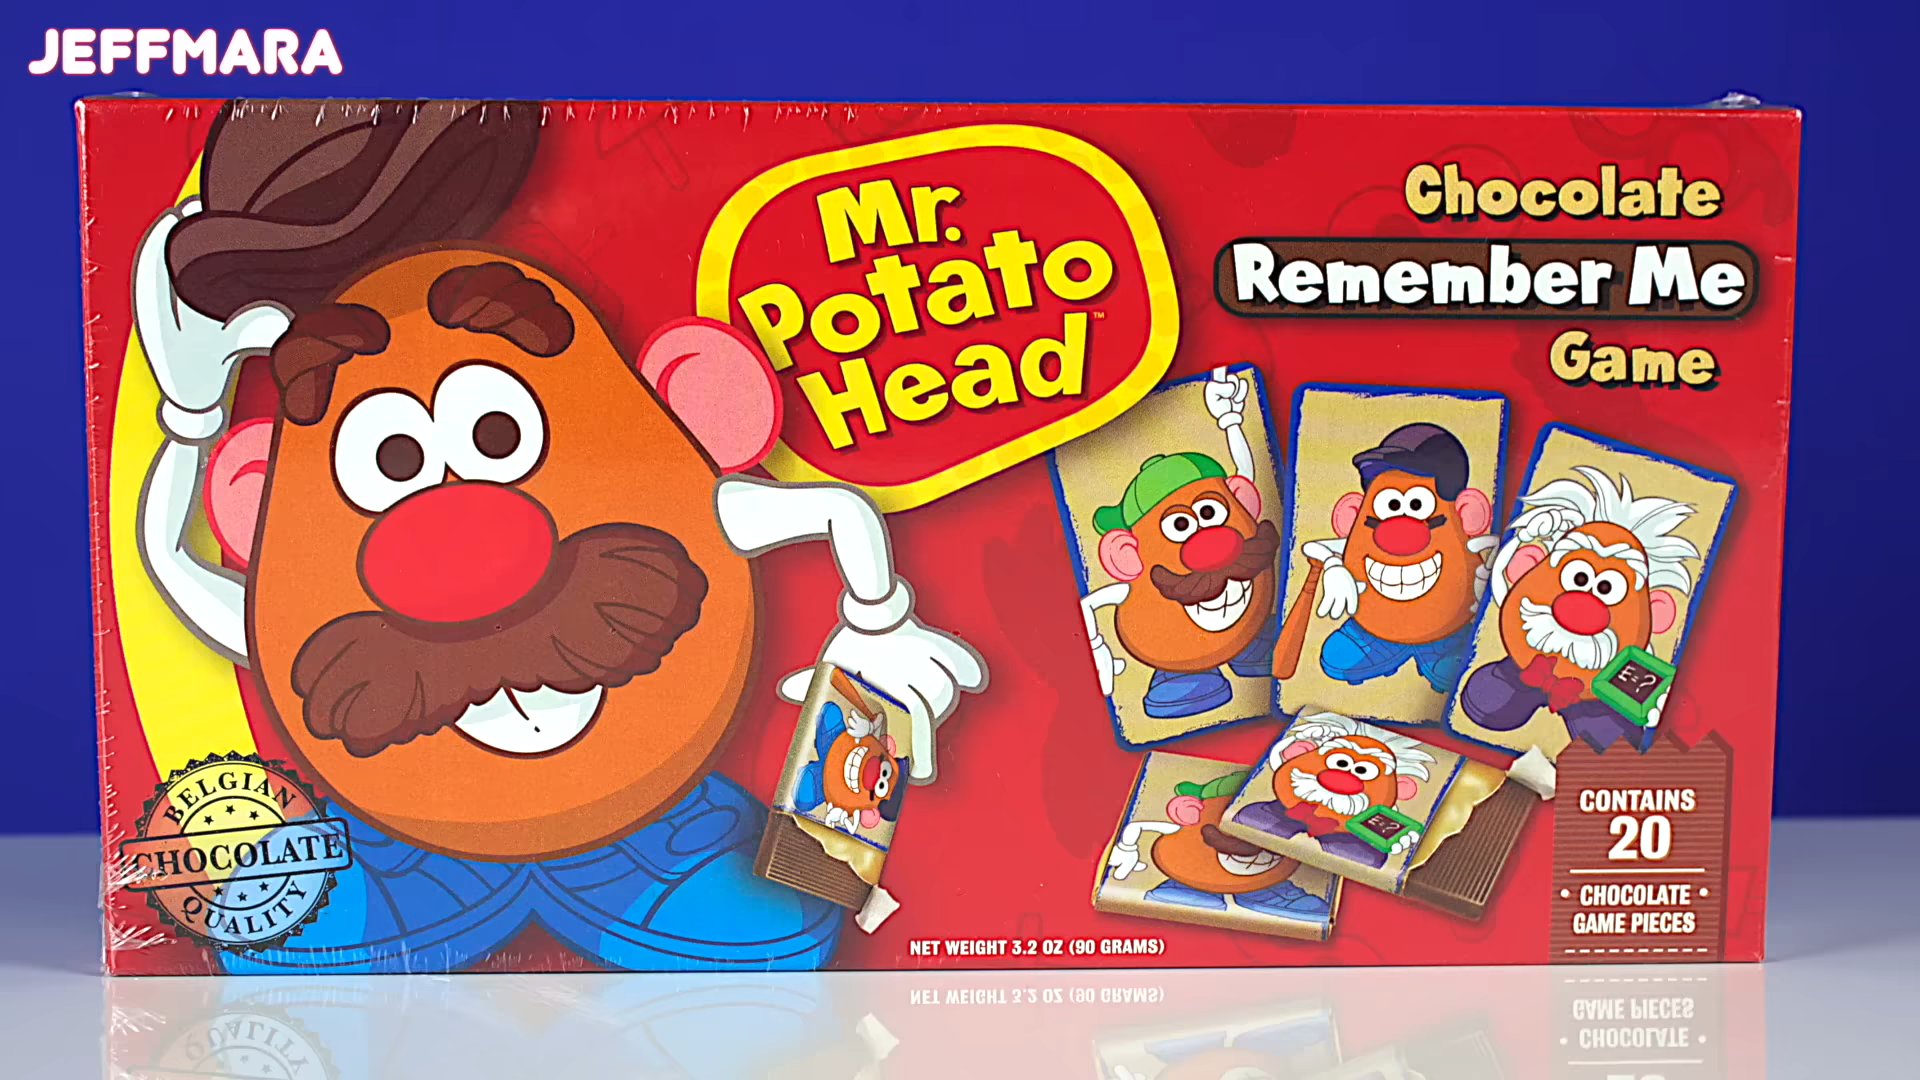 JEFFMARA
Mr.
Potato
Head™
Chocolate
Remember Me
Game
E=?
E=?
BELGIAN
CHOCOLATE
QUALITY
CONTAINS
20
• CHOCOLATE •
GAME PIECES
NET WEIGHT 3.2 OZ (90 GRAMS)